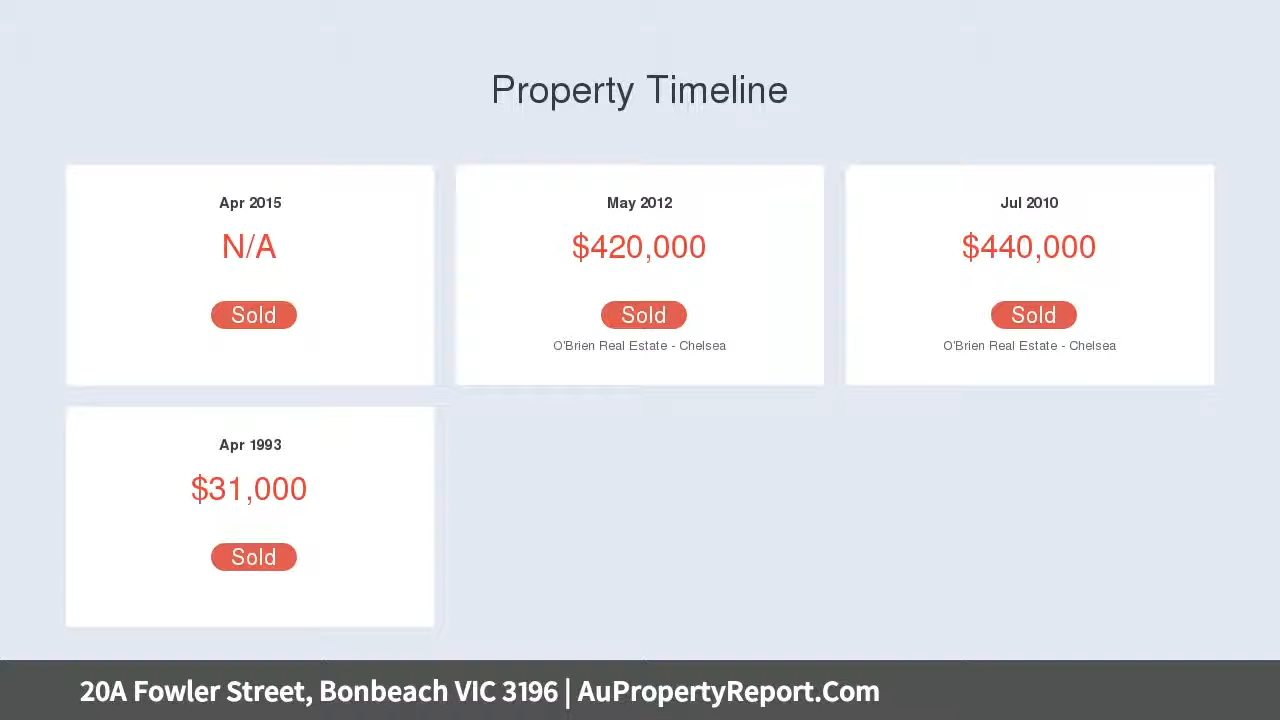 Property Timeline
Apr 2015
N/A
Sold
May 2012
$420,000
Sold
O'Brien Real Estate - Chelsea
Jul 2010
$440,000
Sold
O'Brien Real Estate - Chelsea
Apr 1993
$31,000
Sold
20A Fowler Street, Bonbeach VIC 3196 | AuPropertyReport.Com